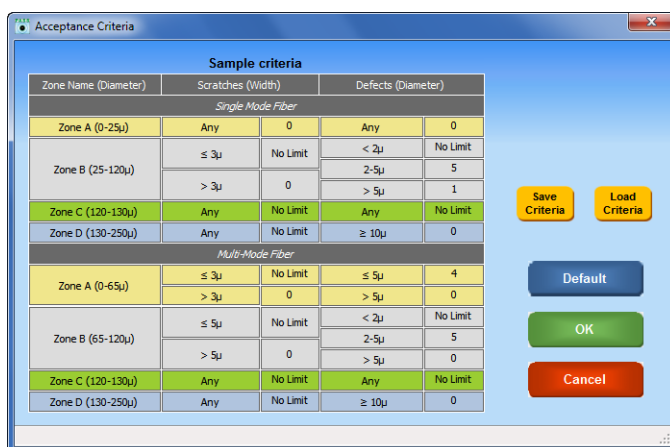 Acceptance Criteria
x
Sample criteria
Zone Name (Diameter) Scratches (Width) Defects (Diameter)
Single Mode Fiber
Zone A (0-25µ) Any 0 Any 0
Zone B (25-120µ) ≤ 3µ No Limit < 2µ No Limit
2-5µ 5
> 3µ 0 > 5µ 1
Zone C (120-130µ) Any No Limit Any No Limit
Zone D (130-250µ) Any No Limit ≥ 10µ 0
Multi-Mode Fiber
Zone A (0-65µ) ≤ 3µ No Limit ≤ 5µ 4
> 3µ 0 > 5µ 0
Zone B (65-120µ) ≤ 5µ No Limit < 2µ No Limit
2-5µ 5
> 5µ 0 > 5µ 0
Zone C (120-130µ) Any No Limit Any No Limit
Zone D (130-250µ) Any No Limit ≥ 10µ 0
Save Load
Criteria Criteria
Default
OK
Cancel